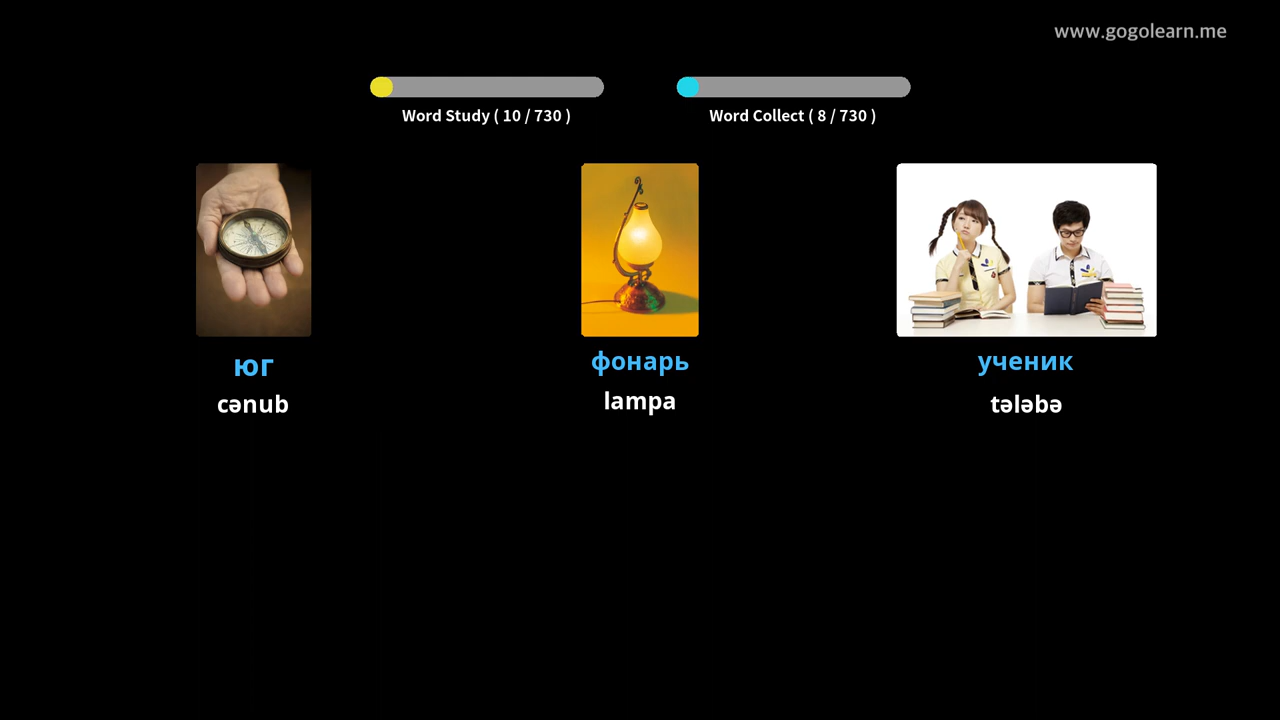 www.gogolearn.me
Word Study ( 10 / 730 )
Word Collect ( 8 / 730 )
юг
cənub
фонарь
lampa
ученик
tələbə